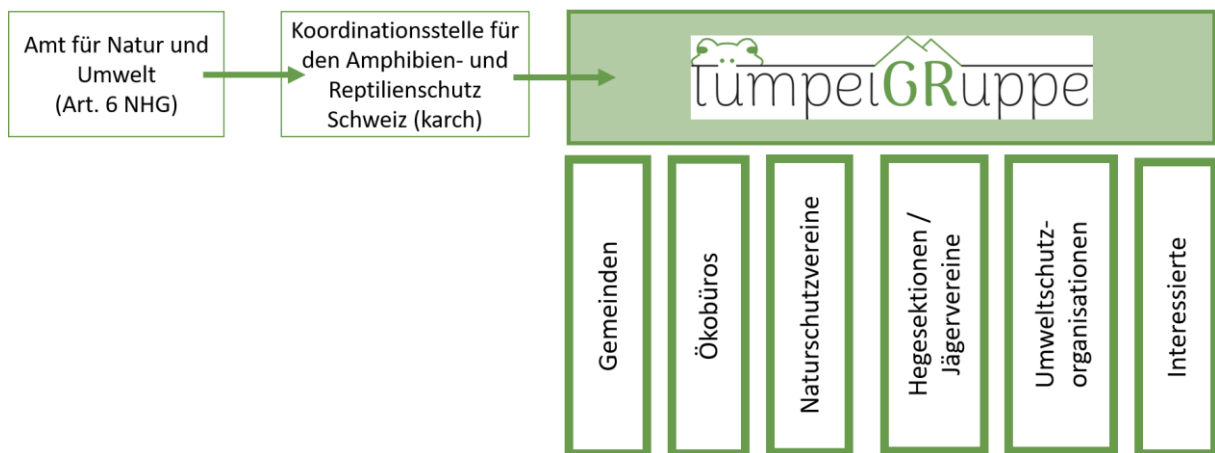 Amt für Natur und
Umwelt
(Art. 6 NHG)
Koordinationsstelle für
den Amphibien- und
Reptilienschutz
Schweiz (karch)
TümpelGRuppe
Gemeinden
Ökobüros
Naturschutzvereine
Hegesektionen /
Jägervereine
Umweltschutz-
organisationen
Interessierte